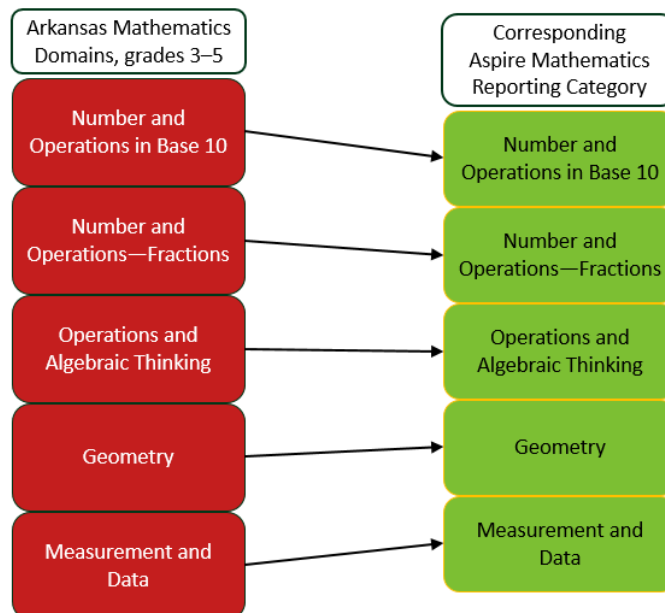 Arkansas Mathematics
Domains, grades 3–5
Number and
Operations in Base 10
Number and
Operations—Fractions
Operations and
Algebraic Thinking
Geometry
Measurement and
Data
Corresponding
Aspire Mathematics
Reporting Category
Number and
Operations in Base 10
Number and
Operations—Fractions
Operations and
Algebraic Thinking
Geometry
Measurement and
Data